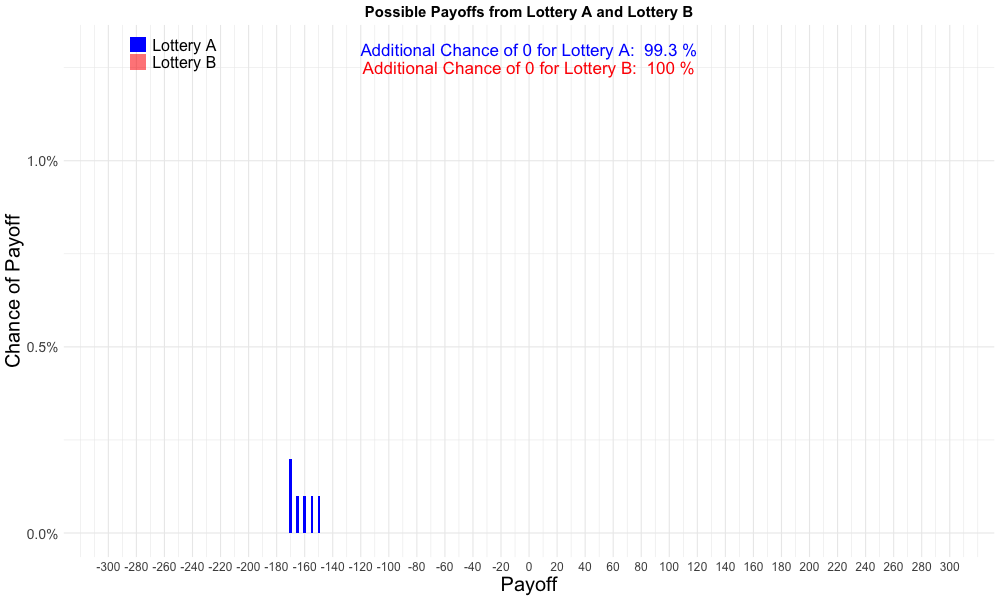 Possible Payoffs from Lottery A and Lottery B
Lottery A
Lottery B
Additional Chance of 0 for Lottery A:  99.3 %
Additional Chance of 0 for Lottery B:  100 %
Chance of Payoff
1.0%
0.5%
0.0%
-300 -280 -260 -240 -220 -200 -180 -160 -140 -120 -100 -80 -60 -40 -20 0 20 40 60 80 100 120 140 160 180 200 220 240 260 280 300
Payoff